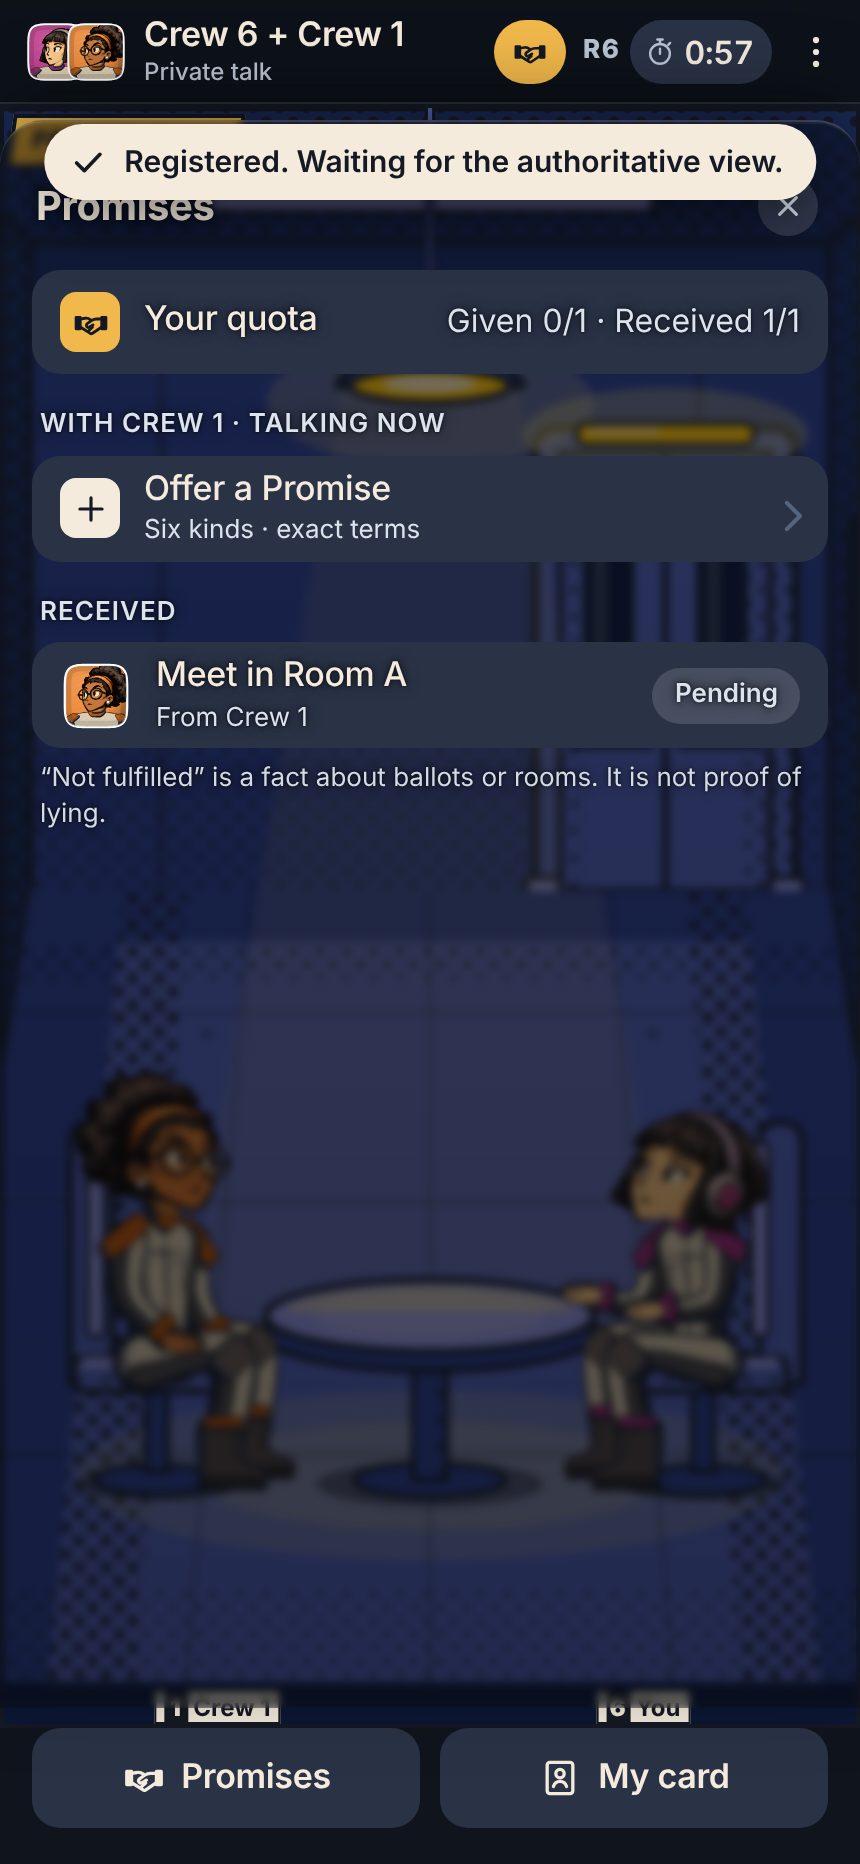 Crew 6 + Crew 1
Private talk
R6
0:57
Registered. Waiting for the authoritative view.
Promises
Your quota
Given 0/1 · Received 1/1
WITH CREW 1 · TALKING NOW
Offer a Promise
Six kinds · exact terms
RECEIVED
Meet in Room A
From Crew 1
Pending
“Not fulfilled” is a fact about ballots or rooms. It is not proof of
lying.
1 Crew 1
6 You
Promises
My card